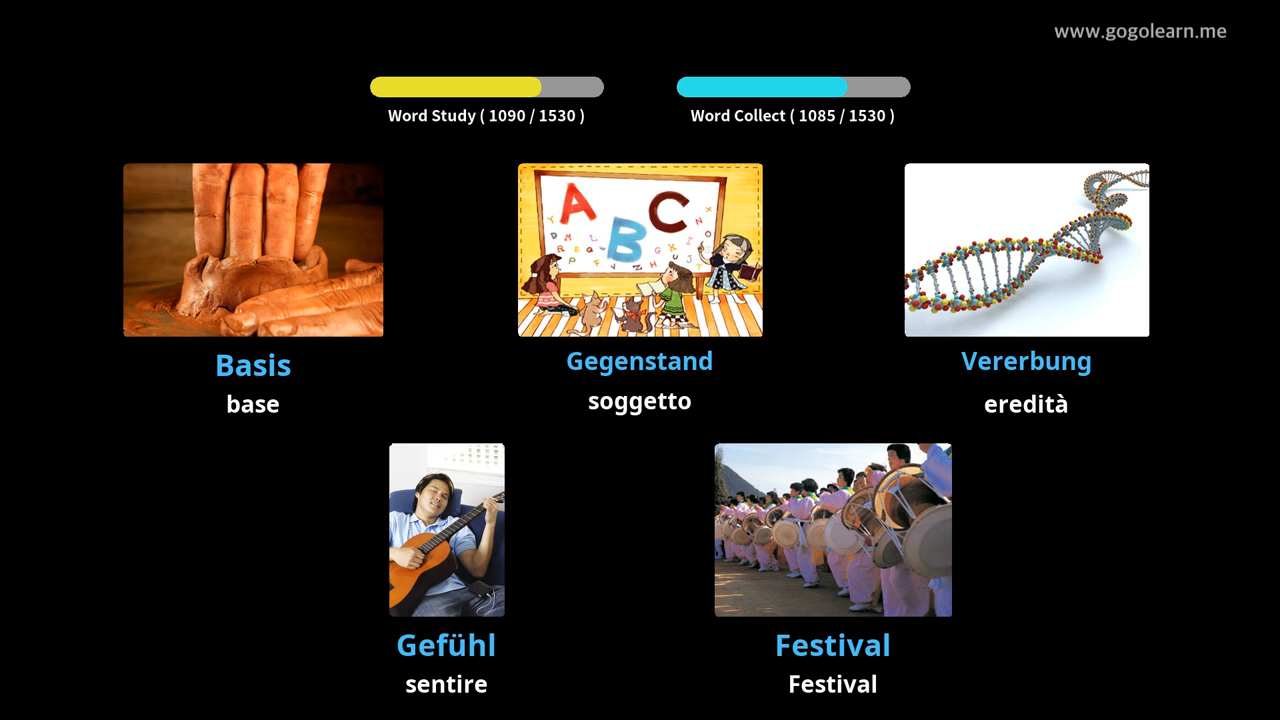 www.gogolearn.me
Word Study ( 1090 / 1530 )
Word Collect ( 1085 / 1530 )
A
B
C
Basis
base
Gegenstand
soggetto
Vererbung
eredità
Gefühl
sentire
Festival
Festival